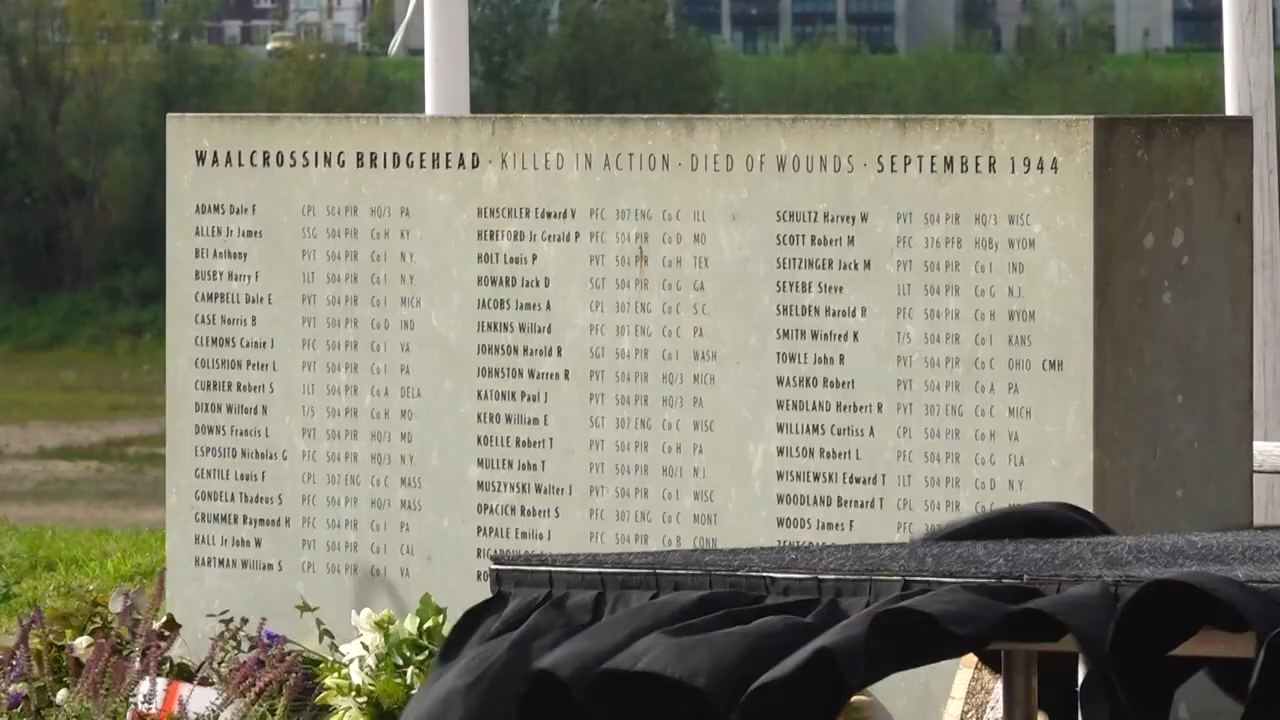 WAALCROSSING BRIDGEHEAD · KILLED IN ACTION · DIED OF WOUNDS · SEPTEMBER 1944
ADAMS Dale F CPL 504 PIR HQ/3 PA
ALLEN Jr James SSG 504 PIR Co H KY
BEI Anthony PVT 504 PIR Co I N.Y.
BUSBY Harry F 1LT 504 PIR Co I N.Y.
CAMPBELL Dale E PVT 504 PIR Co I MICH
CASE Norris B PVT 504 PIR Co D IND
CLEMONS Cainie J PFC 504 PIR Co I VA
COLISHION Peter L PVT 504 PIR Co I PA
CURRIER Robert S 1LT 504 PIR Co A DELA
DIXON Wilford N T/5 504 PIR Co H MO
DOWNS Francis L PVT 504 PIR HQ/3 MD
ESPOSITO Nicholas G PFC 504 PIR HQ/3 N.Y.
GENTILE Louis F CPL 307 ENG Co C MASS
GONDELA Thadeus S PFC 504 PIR HQ/3 MASS
GRUMMER Raymond H PFC 504 PIR Co I PA
HALL Jr John W PVT 504 PIR Co I CAL
HARTMAN William S CPL 504 PIR Co I VA
HENSCHLER Edward V PFC 307 ENG Co C ILL
HEREFORD Jr Gerald P PFC 504 PIR Co D MO
HOLT Louis P PVT 504 PIR Co H TEX
HOWARD Jack D SGT 504 PIR Co G GA
JACOBS James A CPL 307 ENG Co C S.C.
JENKINS Willard PFC 307 ENG Co C PA
JOHNSON Harold R SGT 504 PIR Co I WASH
JOHNSTON Warren R PVT 504 PIR HQ/3 MICH
KATONIK Paul J PVT 504 PIR HQ/3 PA
KERO William E SGT 307 ENG Co C WISC
KOELLE Robert T PVT 504 PIR Co H PA
MULLEN John T PVT 504 PIR HQ/1 N.J.
MUSZYNSKI Walter J PVT 504 PIR Co I WISC
OPACICH Robert S PFC 307 ENG Co C MONT
PAPALE Emilio J PFC 504 PIR Co B CONN
SCHULTZ Harvey W PVT 504 PIR HQ/3 WISC
SCOTT Robert M PFC 376 PFB HQBy WYOM
SEITZINGER Jack M PVT 504 PIR Co I IND
SEYEBE Steve 1LT 504 PIR Co G N.J.
SHELDEN Harold R PFC 504 PIR Co H WYOM
SMITH Winfred K T/5 504 PIR Co I KANS
TOWLE John R PVT 504 PIR Co C OHIO CMH
WASHKO Robert PVT 504 PIR Co A PA
WENDLAND Herbert R PVT 307 ENG Co C MICH
WILLIAMS Curtiss A CPL 504 PIR Co H VA
WILSON Robert L PFC 504 PIR Co G FLA
WISNIEWSKI Edward T 1LT 504 PIR Co D N.Y.
WOODLAND Bernard T CPL 504 PIR Co
WOODS James F PFC